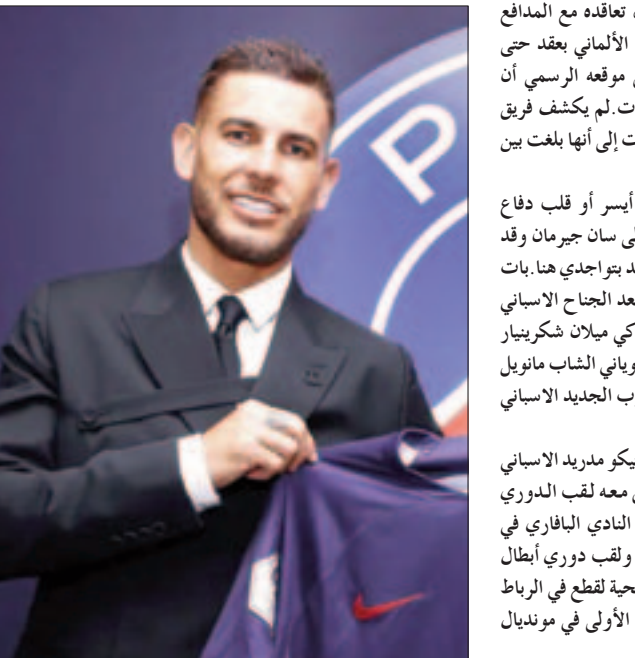 تعاقده مع المدافع
الألماني بعقد حتى
موقعه الرسمي أن
ات.لم يكشف فريق
ت إلى أنها بلغت بين
أيسر أو قلب دفاع
لى سان جيرمان وقد
د بتواجدي هنا.بات
عد الجناح الاسباني
كي ميلان شكرينيار
وياني الشاب مانويل
ب الجديد الاسباني
يكو مدريد الاسباني
معه لقب الدوري
النادي البافاري في
ولقب دوري أبطال
حية لقطع في الرباط
الأولى في مونديال
P